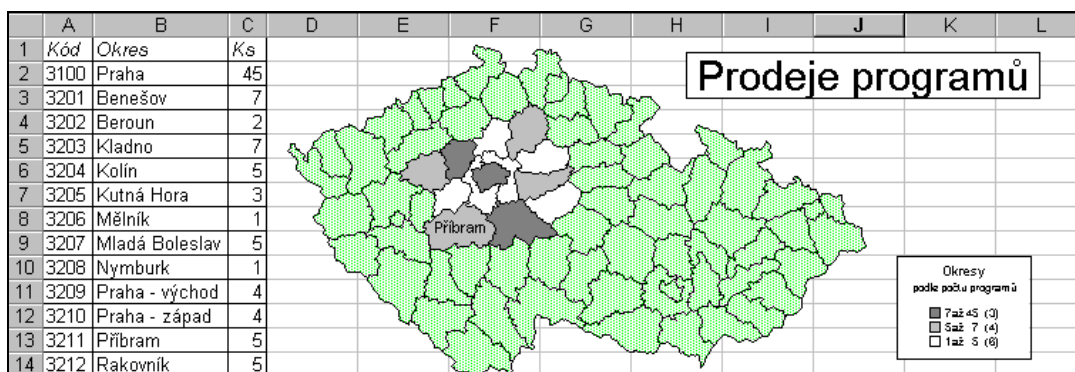 A B C D E F G H I J K L
1 Kód Okres Ks
2 3100 Praha 45
3 3201 Benešov 7
4 3202 Beroun 2
5 3203 Kladno 7
6 3204 Kolín 5
7 3205 Kutná Hora 3
8 3206 Mělník 1
9 3207 Mladá Boleslav 5
10 3208 Nymburk 1
11 3209 Praha - východ 4
12 3210 Praha - západ 4
13 3211 Příbram 5
14 3212 Rakovník 5
Prodeje programů
Příbram
Okresy
podle počtu programů
7 až 45 (3)
5 až 7 (4)
1 až 5 (6)